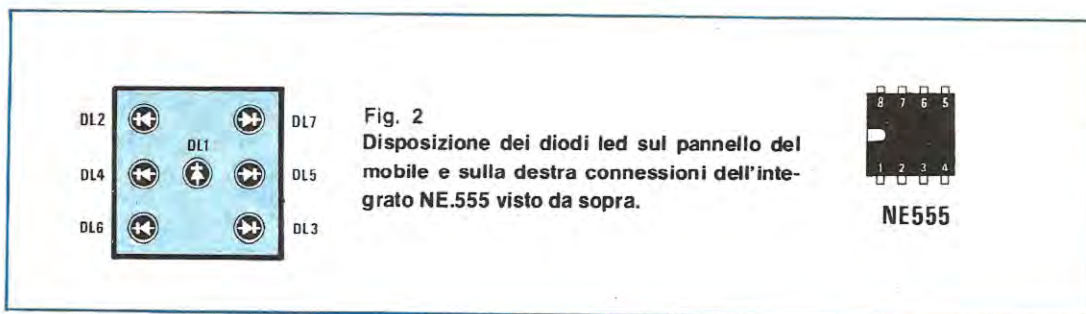 DL2
DL7
DL1
DL4
DL5
DL6
DL3
Fig. 2
Disposizione dei diodi led sul pannello del
mobile e sulla destra connessioni dell'inte-
grato NE.555 visto da sopra.
8 7 6 5
1 2 3 4
NE555